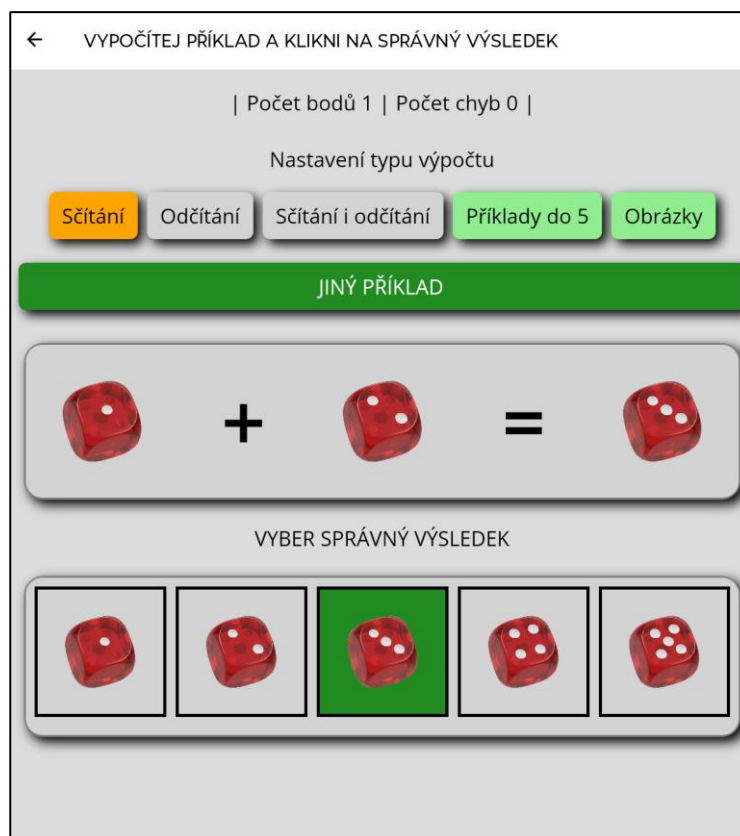 ← VYPOČÍTEJ PŘÍKLAD A KLIKNI NA SPRÁVNÝ VÝSLEDEK
| Počet bodů 1 | Počet chyb 0 |
Nastavení typu výpočtu
Sčítání Odčítání Sčítání i odčítání Příklady do 5 Obrázky
JINÝ PŘÍKLAD
+ =
VYBER SPRÁVNÝ VÝSLEDEK